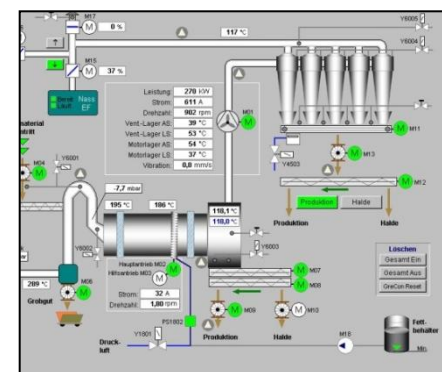 M17
0 %
M15
37 %
117 °C
Y6005
Y6004
Bereit
Läuft
Nass
EF
Leistung: 270 kW
Strom: 611 A
Drehzahl: 902 rpm
Vent.-Lager AS: 39 °C
Vent.-Lager LS: 53 °C
Motorlager AS: 54 °C
Motorlager LS: 37 °C
Vibration: 0,0 mm/s
M01
M11
M04
Y6001
Y4503
M13
M12
Produktion
Halde
Produktion
Halde
-7,7 mbar
195 °C
186 °C
118,1 °C
118,0 °C
Y6002
Y6003
Hauptantrieb M02
Hilfsantrieb M03
Strom: 32 A
Drehzahl: 1,80 rpm
289 °C
M06
Grobgut
PS1802
Y1801
Druck-
luft
M07
M08
M09
M10
Produktion
Halde
Löschen
Gesamt Ein
Gesamt Aus
GreCon Reset
M18
Fett-
behälter
Min.